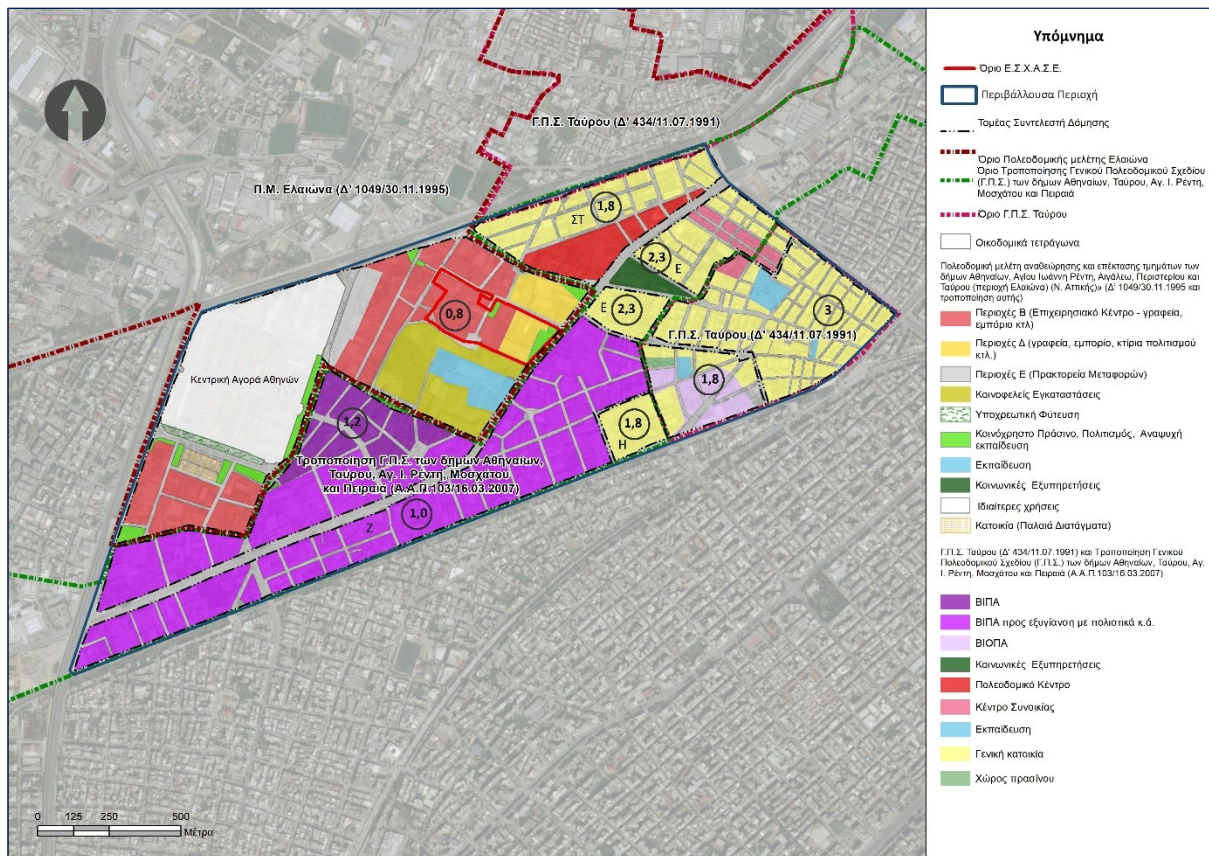 Γ.Π.Σ. Ταύρου (Δ' 434/11.07.1991)
Π.Μ. Ελαιώνα (Δ' 1049/30.11.1995)
1,8
ΣΤ
2,3
Ε
0,8
Ε
2,3
3
Γ.Π.Σ. Ταύρου (Δ' 434/11.07.1991)
Κεντρική Αγορά Αθηνών
1,8
1,2
1,8
Η
Τροποποίηση Γ.Π.Σ. των δήμων Αθηναίων,
Ταύρου, Αγ. Ι. Ρέντη, Μοσχάτου
και Πειραιά (Α.Α.Π.103/16.03.2007)
1,0
Ζ
0 125 250 500
Μέτρα
Υπόμνημα
Όριο Ε.Σ.Χ.Α.Σ.Ε.
Περιβάλλουσα Περιοχή
Τομέας Συντελεστή Δόμησης
Όριο Πολεοδομικής μελέτης Ελαιώνα
Όριο Τροποποίησης Γενικού Πολεοδομικού Σχεδίου
(Γ.Π.Σ.) των δήμων Αθηναίων, Ταύρου, Αγ. Ι. Ρέντη,
Μοσχάτου και Πειραιά
Όριο Γ.Π.Σ. Ταύρου
Οικοδομικά τετράγωνα
Πολεοδομική μελέτη αναθεώρησης και επέκτασης τμημάτων των
δήμων Αθηναίων, Αγίου Ιωάννη Ρέντη, Αιγάλεω, Περιστερίου και
Ταύρου (περιοχή Ελαιώνα) (Ν. Αττικής)» (Δ' 1049/30.11.1995 και
τροποποίηση αυτής)
Περιοχές Β (Επιχειρησιακό Κέντρο - γραφεία,
εμπόριο κτλ)
Περιοχές Δ (γραφεία, εμπορίο, κτίρια πολιτισμού
κτλ.)
Περιοχές Ε (Πρακτορεία Μεταφορών)
Κοινοφελείς Εγκαταστάσεις
Υποχρεωτική Φύτευση
Κοινόχρηστο Πράσινο, Πολιτισμός, Αναψυχή
εκπαίδευση
Εκπαίδευση
Κοινωνικές Εξυπηρετήσεις
Ιδιαίτερες χρήσεις
Κατοικία (Παλαιά Διατάγματα)
Γ.Π.Σ. Ταύρου (Δ' 434/11.07.1991) και Τροποποίηση Γενικού
Πολεοδομικού Σχεδίου (Γ.Π.Σ.) των δήμων Αθηναίων, Ταύρου, Αγ.
Ι. Ρέντη, Μοσχάτου και Πειραιά (Α.Α.Π.103/16.03.2007)
ΒΙΠΑ
ΒΙΠΑ προς εξυγίανση με πολιστικά κ.ά.
ΒΙΟΠΑ
Κοινωνικές Εξυπηρετήσεις
Πολεοδομικό Κέντρο
Κέντρο Συνοικίας
Εκπαίδευση
Γενική κατοικία
Χώρος πρασίνου